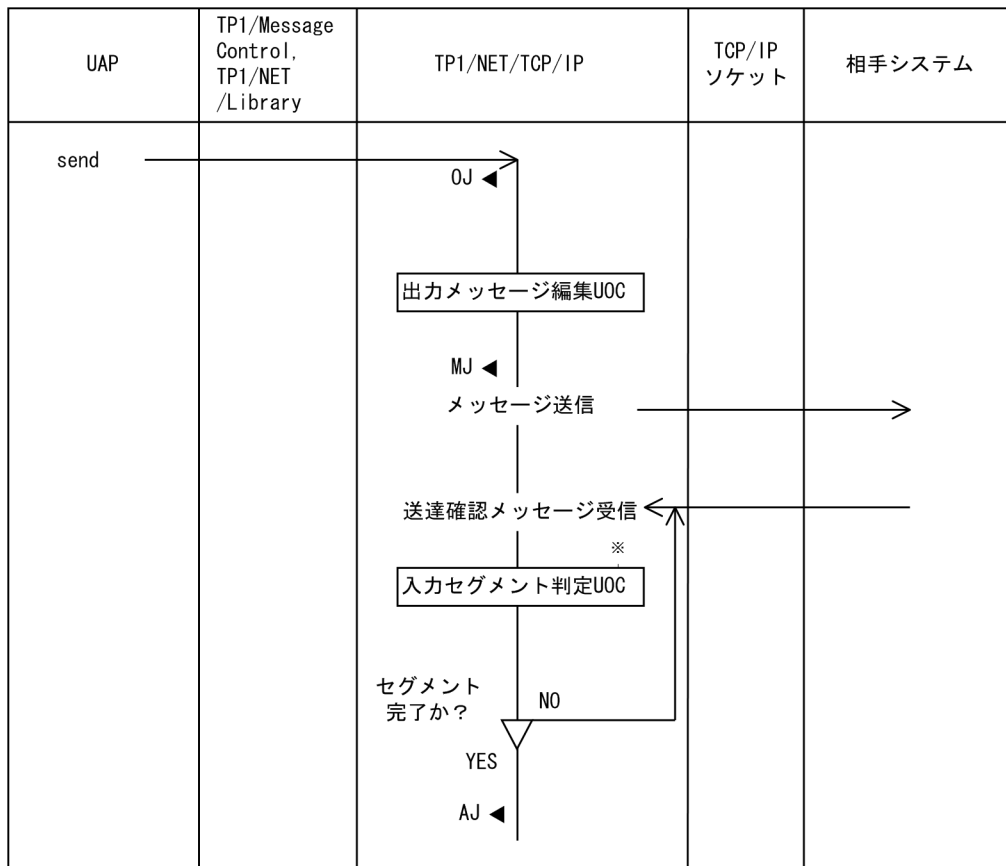 UAP
TP1/Message
Control,
TP1/NET
/Library
TP1/NET/TCP/IP
TCP/IP
ソケット
相手システム
send
OJ
出力メッセージ編集UOC
MJ
メッセージ送信
送達確認メッセージ受信
※
入力セグメント判定UOC
セグメント
完了か？
NO
YES
AJ